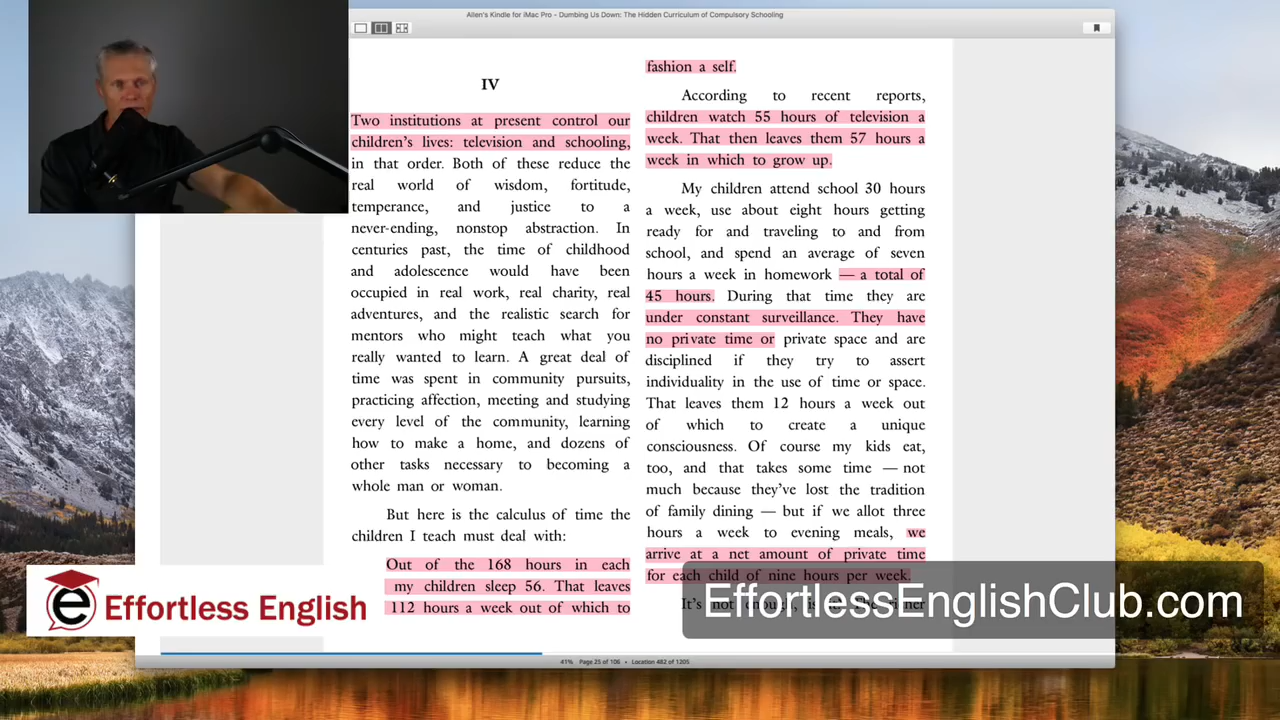 Allen's Kindle for iMac Pro - Dumbing Us Down: The Hidden Curriculum of Compulsory Schooling
IV
Two institutions at present control our
children's lives: television and schooling,
in that order. Both of these reduce the
real world of wisdom, fortitude,
temperance, and justice to a
never-ending, nonstop abstraction. In
centuries past, the time of childhood
and adolescence would have been
occupied in real work, real charity, real
adventures, and the realistic search for
mentors who might teach what you
really wanted to learn. A great deal of
time was spent in community pursuits,
practicing affection, meeting and studying
every level of the community, learning
how to make a home, and dozens of
other tasks necessary to becoming a
whole man or woman.
But here is the calculus of time the
children I teach must deal with:
Out of the 168 hours in each
my children sleep 56. That leaves
112 hours a week out of which to
fashion a self.
According to recent reports,
children watch 55 hours of television a
week. That then leaves them 57 hours a
week in which to grow up.
My children attend school 30 hours
a week, use about eight hours getting
ready for and traveling to and from
school, and spend an average of seven
hours a week in homework — a total of
45 hours. During that time they are
under constant surveillance. They have
no private time or private space and are
disciplined if they try to assert
individuality in the use of time or space.
That leaves them 12 hours a week out
of which to create a unique
consciousness. Of course my kids eat,
too, and that takes some time — not
much because they've lost the tradition
of family dining — but if we allot three
hours a week to evening meals, we
arrive at a net amount of private time
for each child of nine hours per week.
It's not enough,
e Effortless English
EffortlessEnglishClub.com
41% Page 25 of 106 • Location 482 of 1205